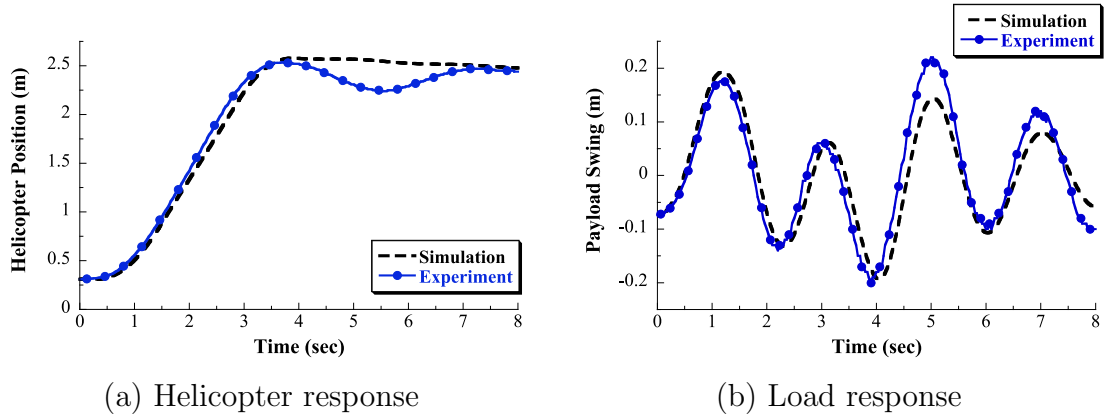 Helicopter Position (m)
2.5
2
1.5
1
0.5
0
0 1 2 3 4 5 6 7 8
Time (sec)
Simulation
Experiment
(a) Helicopter response
Simulation
Experiment
Payload Swing (m)
0.2
0.1
0
-0.1
-0.2
0 1 2 3 4 5 6 7 8
Time (sec)
(b) Load response